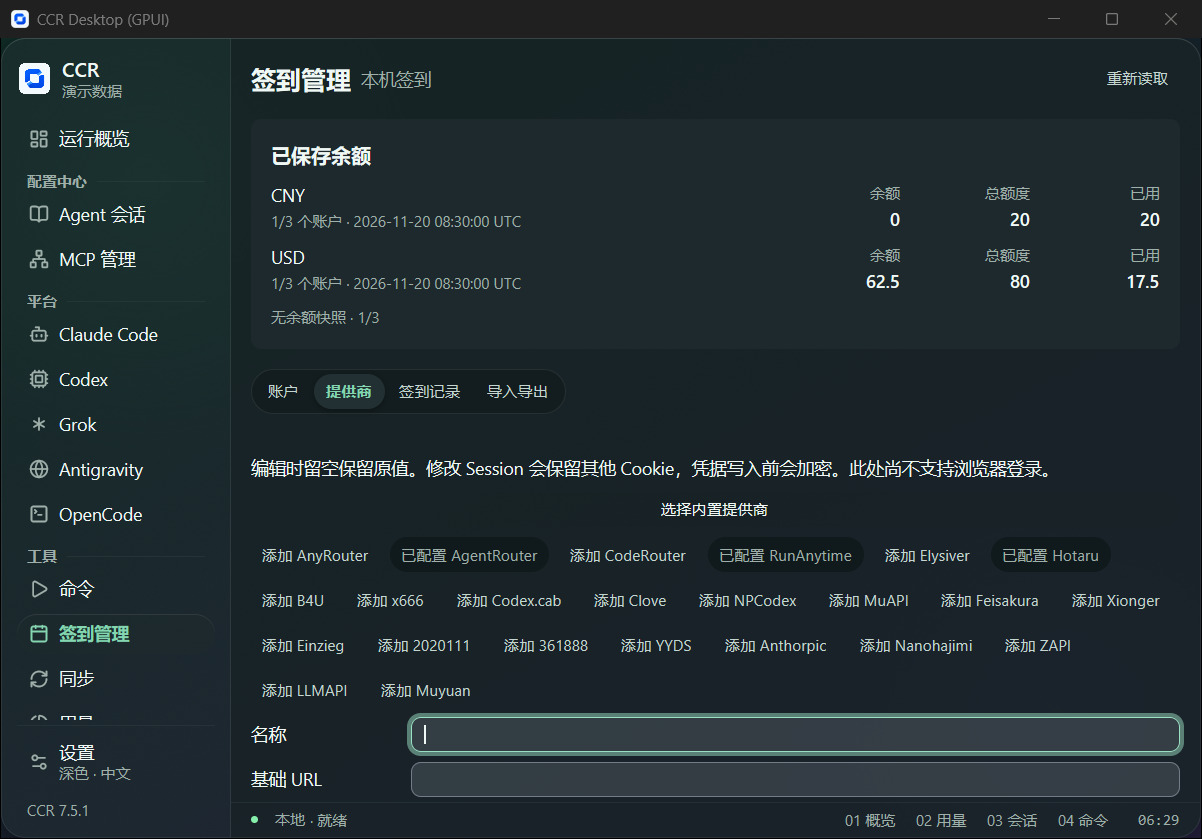 CCR Desktop (GPUI)
CCR
演示数据
运行概览
配置中心
Agent 会话
MCP 管理
平台
Claude Code
Codex
Grok
Antigravity
OpenCode
工具
命令
签到管理
同步
设置
深色 · 中文
CCR 7.5.1
签到管理 本机签到
重新读取
已保存余额
CNY 余额 总额度 已用
1/3 个账户 · 2026-11-20 08:30:00 UTC 0 20 20
USD 余额 总额度 已用
1/3 个账户 · 2026-11-20 08:30:00 UTC 62.5 80 17.5
无余额快照 · 1/3
账户 提供商 签到记录 导入导出
编辑时留空保留原值。修改 Session 会保留其他 Cookie，凭据写入前会加密。此处尚不支持浏览器登录。
选择内置提供商
添加 AnyRouter 已配置 AgentRouter 添加 CodeRouter 已配置 RunAnytime 添加 Elysiver 已配置 Hotaru
添加 B4U 添加 x666 添加 Codex.cab 添加 Clove 添加 NPCodex 添加 MuAPI 添加 Feisakura 添加 Xionger
添加 Einzieg 添加 2020111 添加 361888 添加 YYDS 添加 Anthorpic 添加 Nanohajimi 添加 ZAPI
添加 LLMAPI 添加 Muyuan
名称
基础 URL
本地 · 就绪 01 概览 02 用量 03 会话 04 命令 06:29